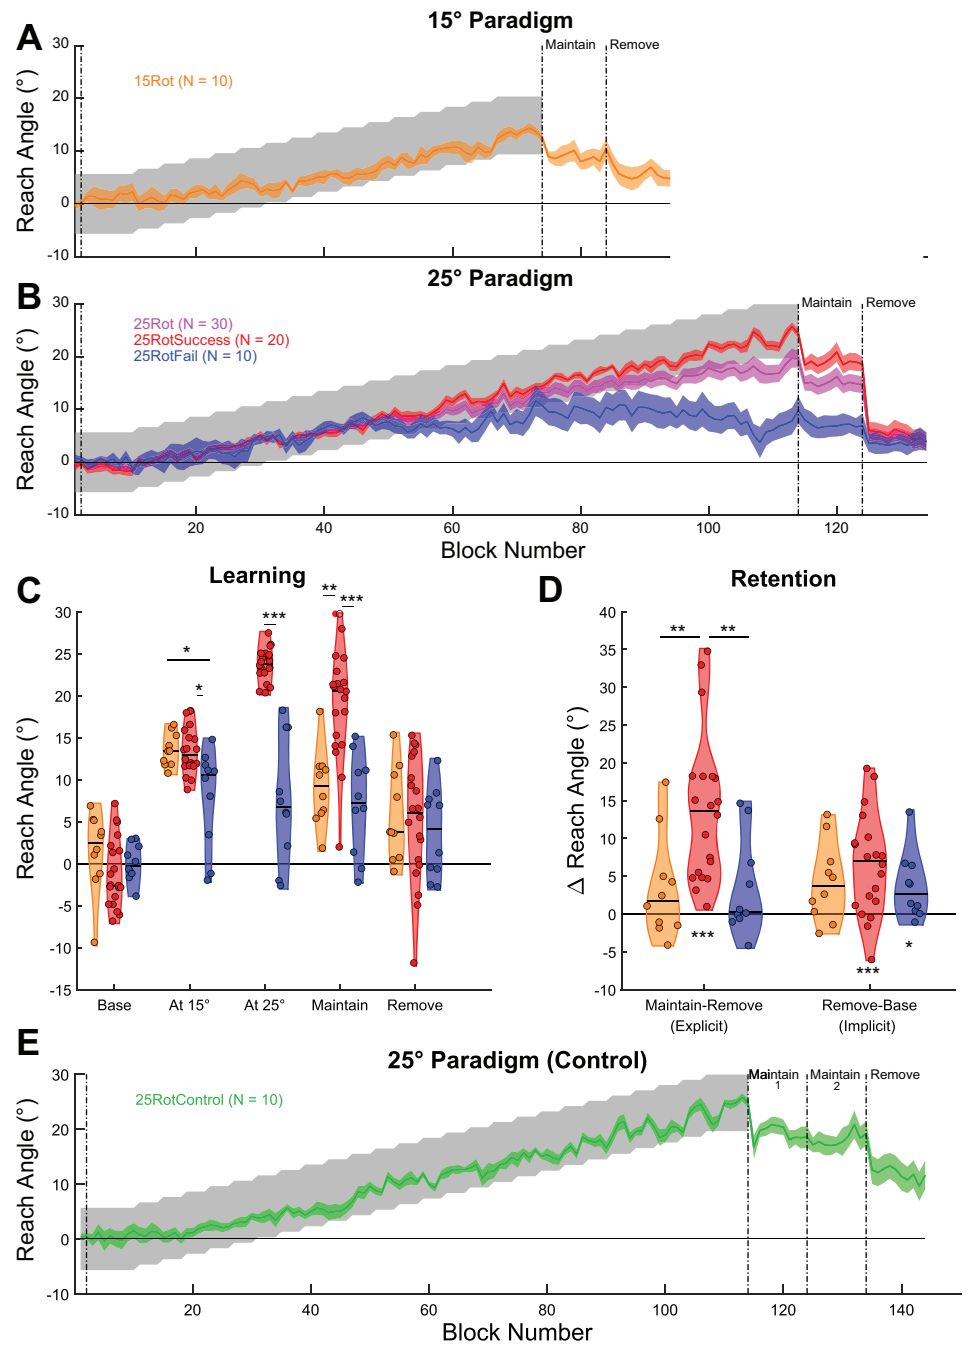 A
15° Paradigm
Reach Angle (°)
30
20
10
0
-10
15Rot (N = 10)
Maintain
Remove
B
25° Paradigm
Reach Angle (°)
30
20
10
0
-10
25Rot (N = 30)
25RotSuccess (N = 20)
25RotFail (N = 10)
Maintain
Remove
20 40 60 80 100 120
Block Number
C
Learning
Reach Angle (°)
30
25
20
15
10
5
0
-5
-10
-15
*
*
***
**
***
Base At 15° At 25° Maintain Remove
D
Retention
Δ Reach Angle (°)
40
35
30
25
20
15
10
5
0
-5
-10
** **
***
***
*
Maintain-Remove
(Explicit)
Remove-Base
(Implicit)
E
25° Paradigm (Control)
Reach Angle (°)
30
20
10
0
-10
25RotControl (N = 10)
Maintain
1
Maintain
2
Remove
20 40 60 80 100 120 140
Block Number